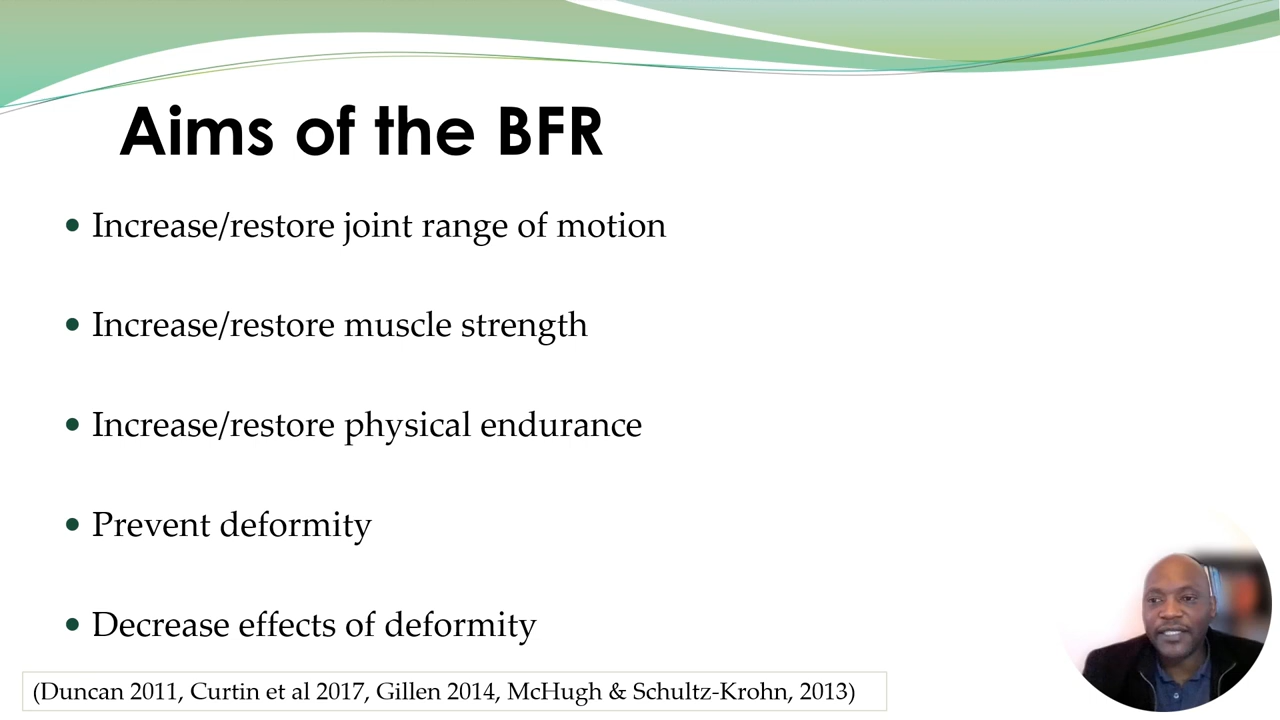 Aims of the BFR
• Increase/restore joint range of motion
• Increase/restore muscle strength
• Increase/restore physical endurance
• Prevent deformity
• Decrease effects of deformity
(Duncan 2011, Curtin et al 2017, Gillen 2014, McHugh & Schultz-Krohn, 2013)